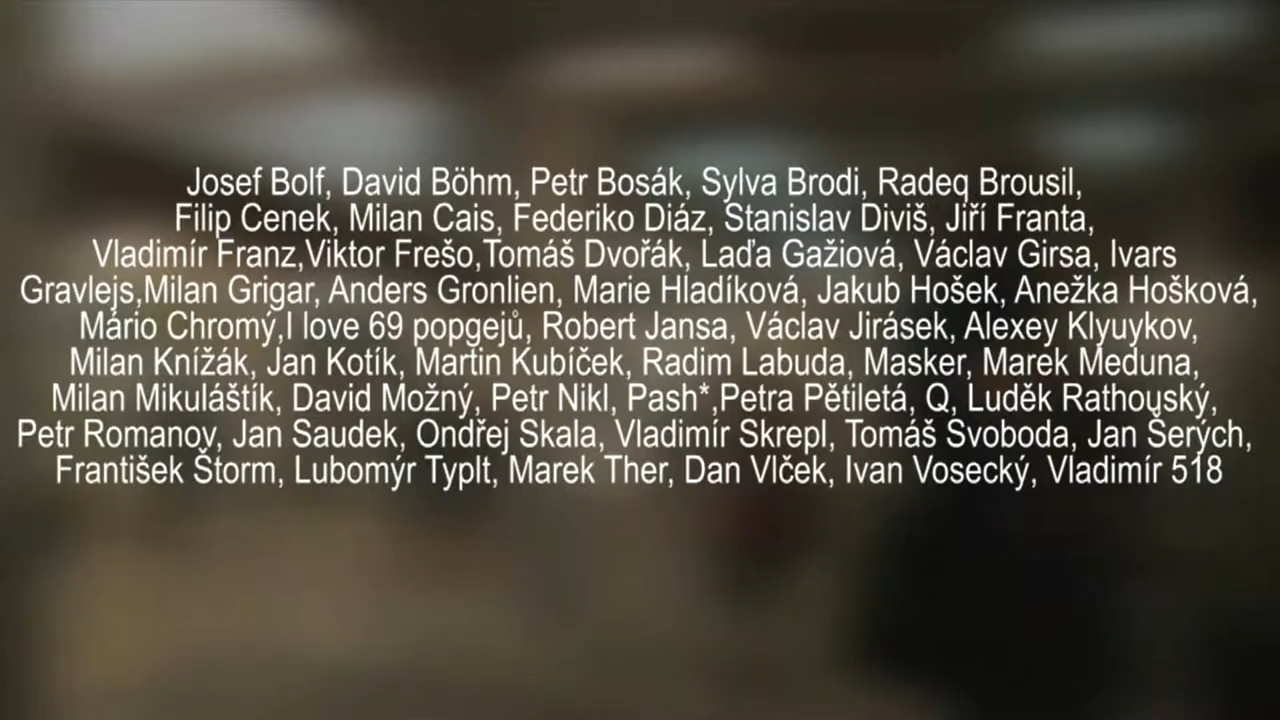 Josef Bolf, David Böhm, Petr Bosák, Sylva Brodi, Radeq Brousil,
Filip Cenek, Milan Cais, Federiko Diáz, Stanislav Diviš, Jiří Franta,
Vladimír Franz,Viktor Frešo,Tomáš Dvořák, Laďa Gažiová, Václav Girsa, Ivars
Gravlejs,Milan Grigar, Anders Gronlien, Marie Hladíková, Jakub Hošek, Anežka Hošková,
Mário Chromý,I love 69 popgejů, Robert Jansa, Václav Jirásek, Alexey Klyuykov,
Milan Knížák, Jan Kotík, Martin Kubíček, Radim Labuda, Masker, Marek Meduna,
Milan Mikuláštík, David Možný, Petr Nikl, Pash*,Petra Pětiletá, Q, Luděk Rathouský,
Petr Romanov, Jan Saudek, Ondřej Skala, Vladimír Skrepl, Tomáš Svoboda, Jan Šerých,
František Štorm, Lubomýr Typlt, Marek Ther, Dan Vlček, Ivan Vosecký, Vladimír 518